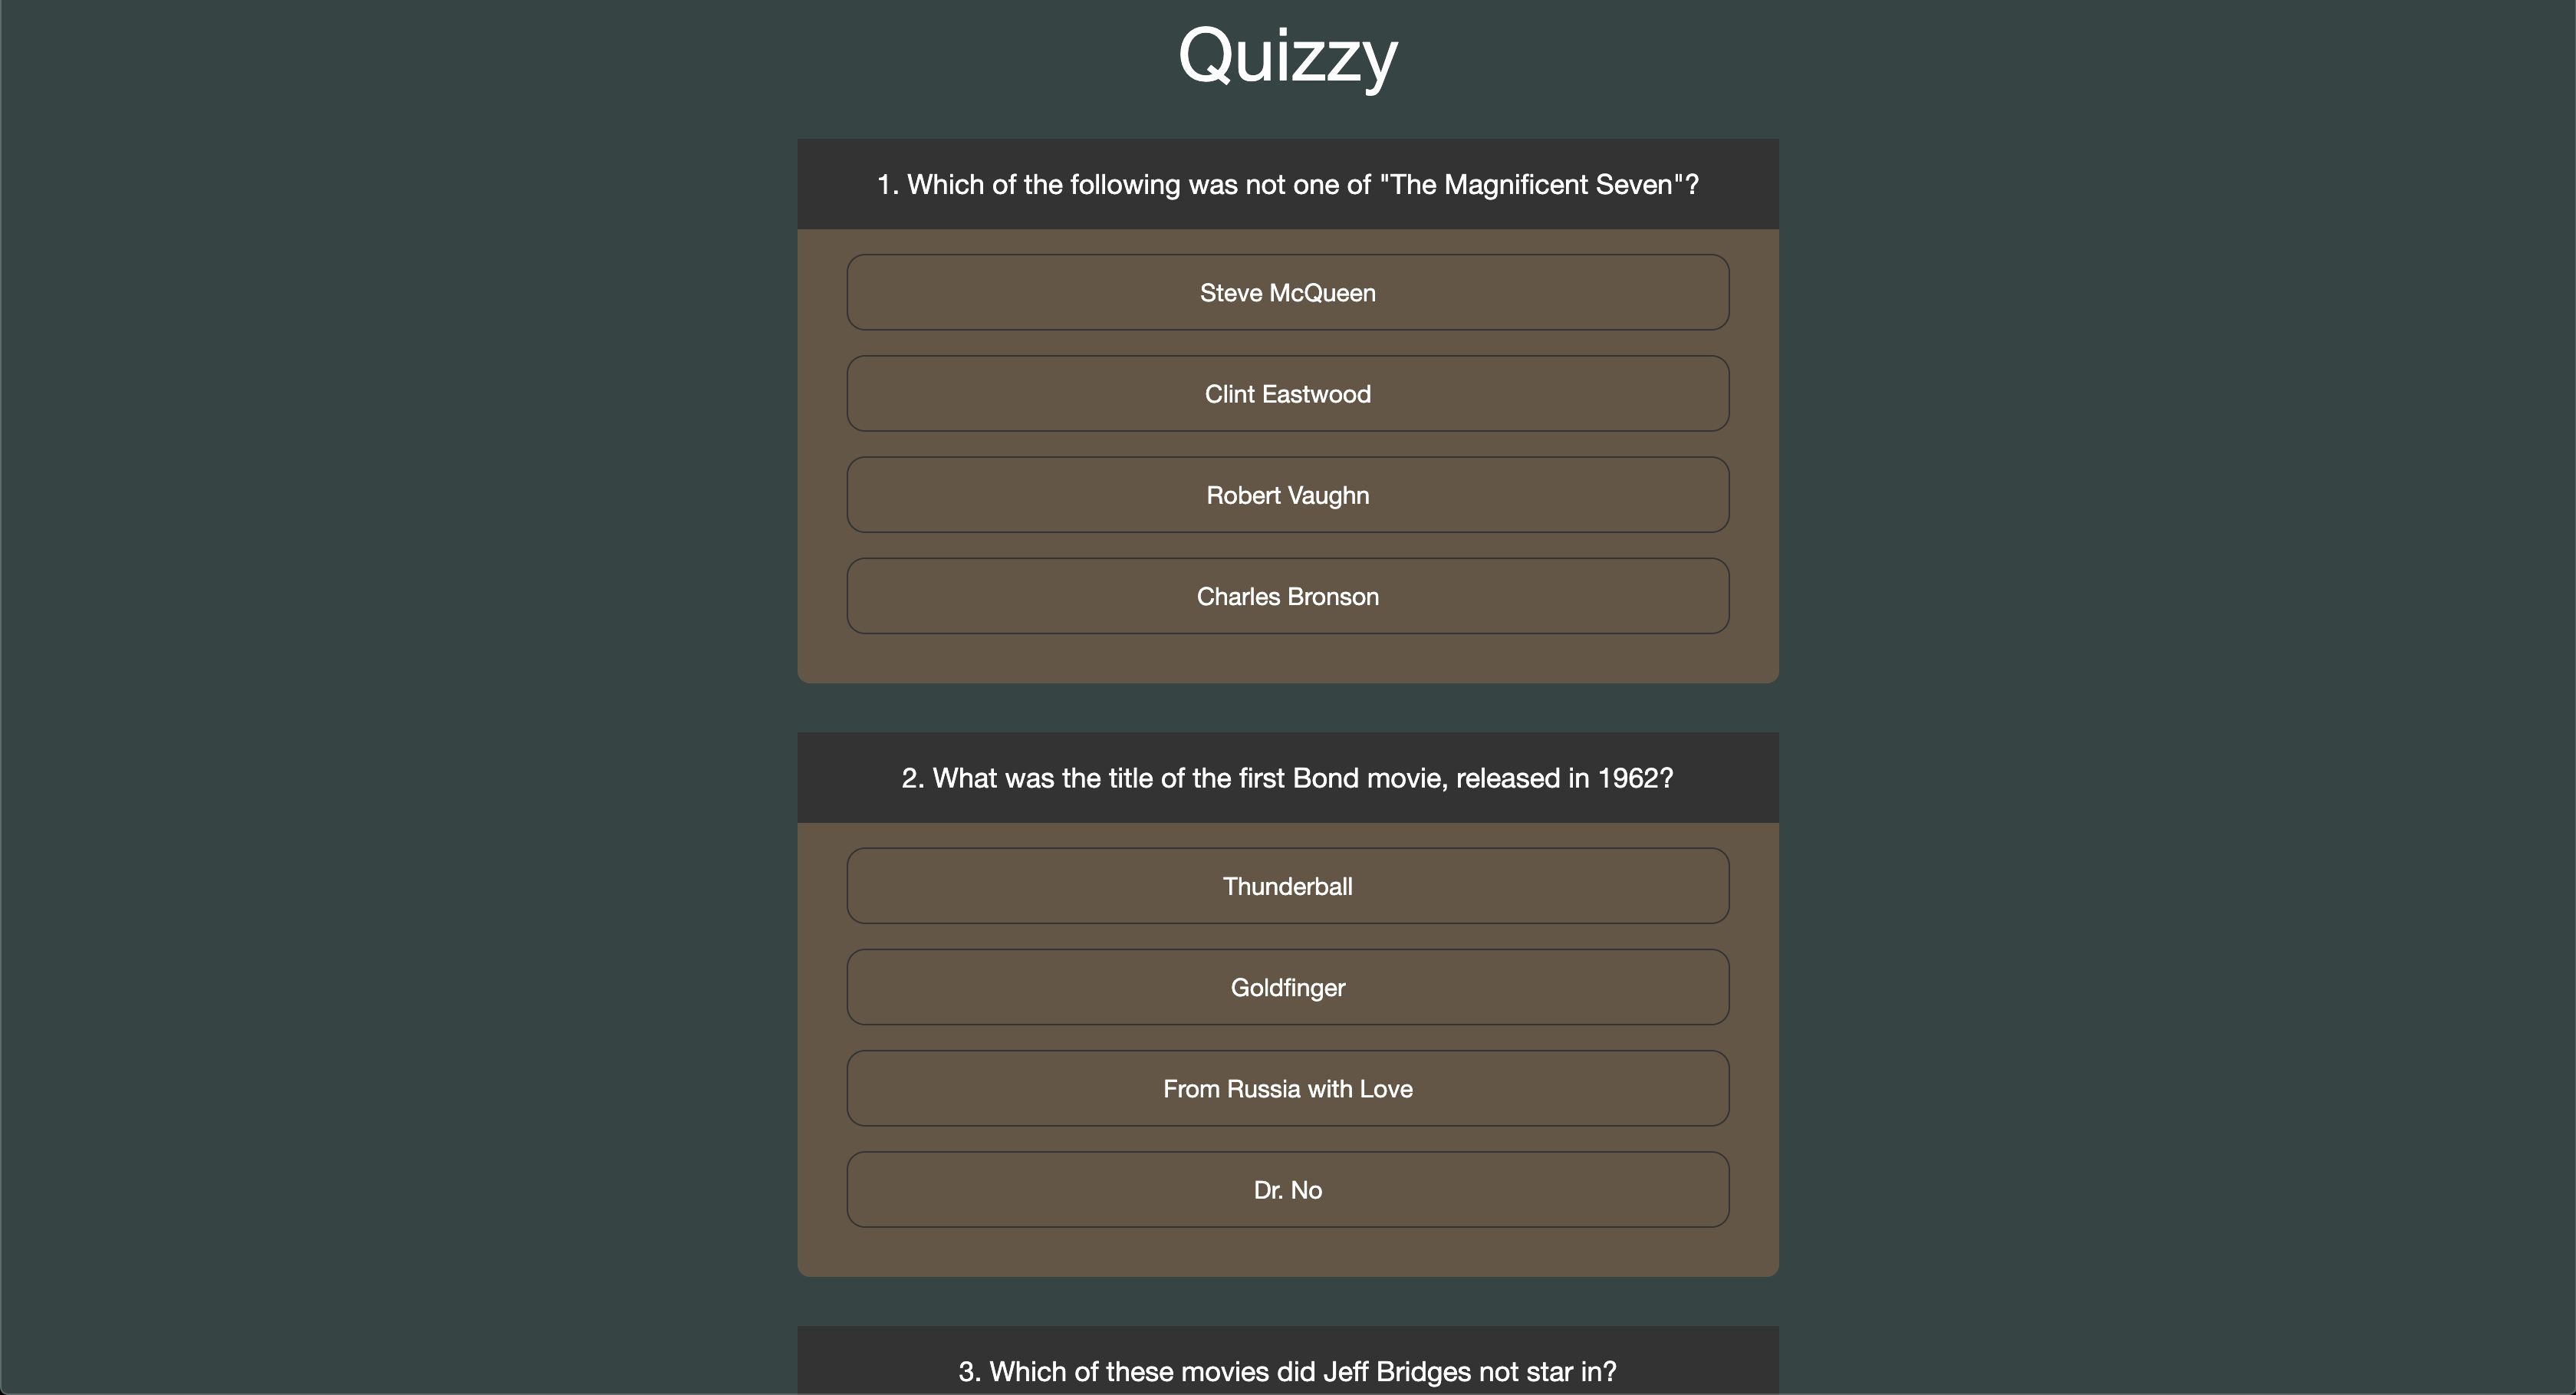 Quizzy
1. Which of the following was not one of "The Magnificent Seven"?
Steve McQueen
Clint Eastwood
Robert Vaughn
Charles Bronson
2. What was the title of the first Bond movie, released in 1962?
Thunderball
Goldfinger
From Russia with Love
Dr. No
3. Which of these movies did Jeff Bridges not star in?